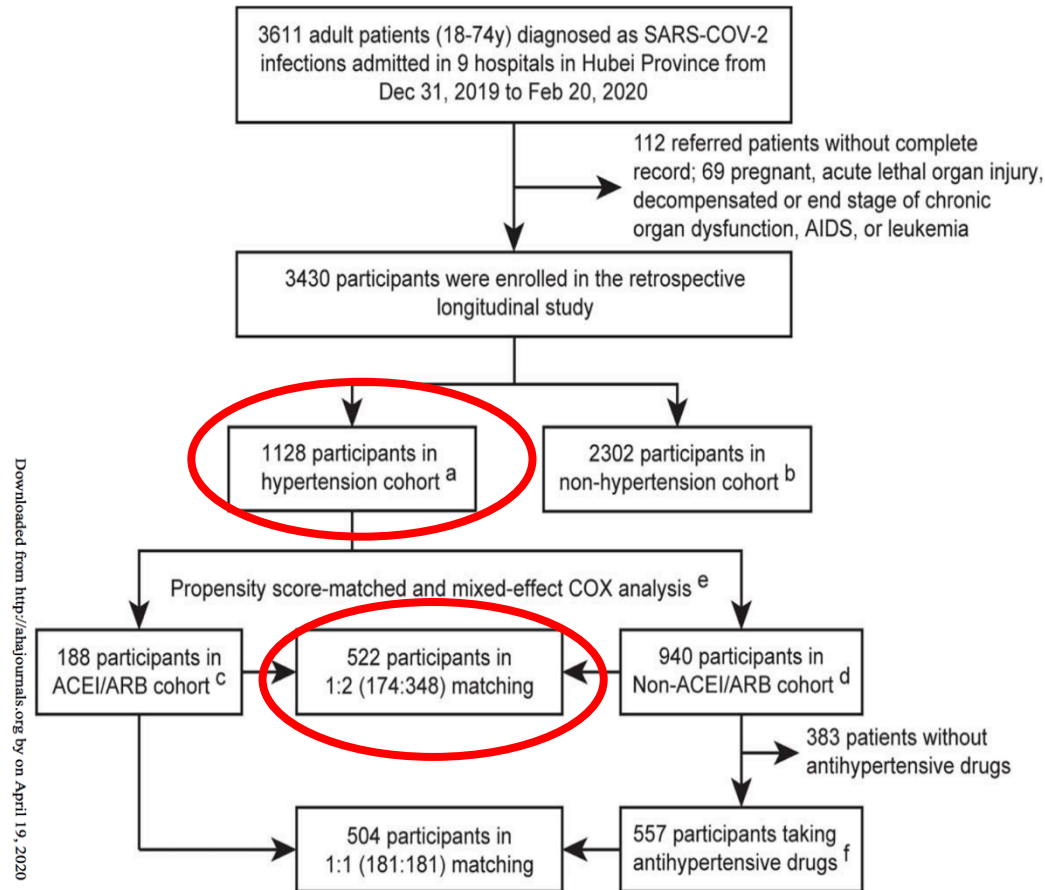 3611 adult patients (18-74y) diagnosed as SARS-COV-2
infections admitted in 9 hospitals in Hubei Province from
Dec 31, 2019 to Feb 20, 2020
112 referred patients without complete
record; 69 pregnant, acute lethal organ injury,
decompensated or end stage of chronic
organ dysfunction, AIDS, or leukemia
3430 participants were enrolled in the retrospective
longitudinal study
1128 participants in
hypertension cohort a
2302 participants in
non-hypertension cohort b
Propensity score-matched and mixed-effect COX analysis e
188 participants in
ACEI/ARB cohort c
522 participants in
1:2 (174:348) matching
940 participants in
Non-ACEI/ARB cohort d
383 patients without
antihypertensive drugs
504 participants in
1:1 (181:181) matching
557 participants taking
antihypertensive drugs f
Downloaded from http://ahajournals.org by on April 19, 2020